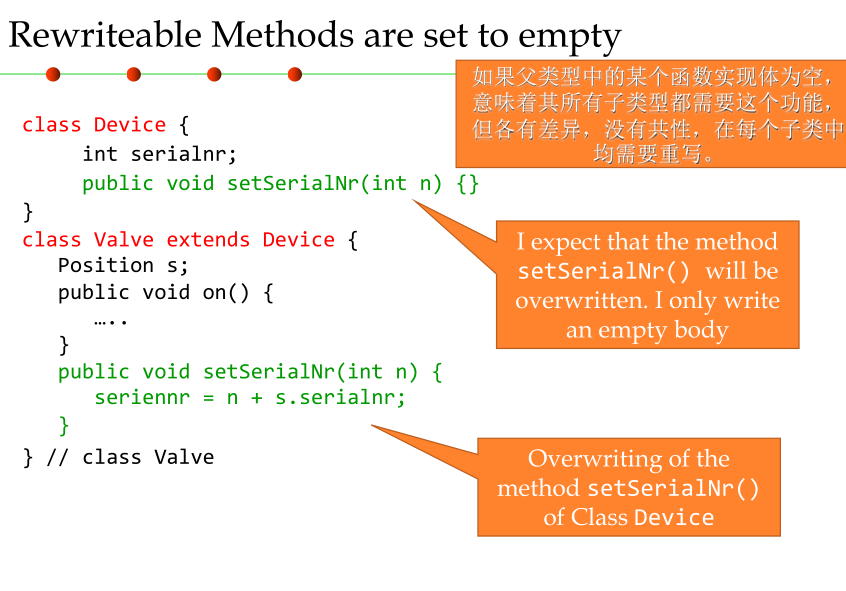 Rewriteable Methods are set to empty
如果父类型中的某个函数实现体为空，
意味着其所有子类型都需要这个功能，
但各有差异，没有共性，在每个子类中
均需要重写。
class Device {
int serialnr;
public void setSerialNr(int n) {}
}
class Valve extends Device {
Position s;
public void on() {
…..
}
public void setSerialNr(int n) {
seriennr = n + s.serialnr;
}
} // class Valve
I expect that the method
setSerialNr() will be
overwritten. I only write
an empty body
Overwriting of the
method setSerialNr()
of Class Device